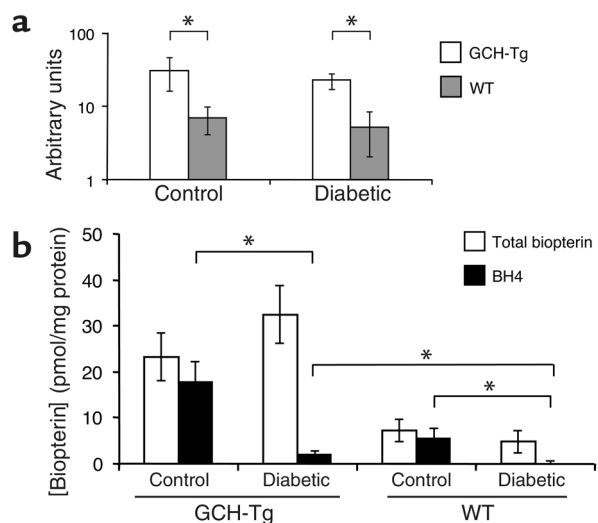 a
Arbitrary units
100
10
1
*
*
Control
Diabetic
GCH-Tg
WT
b
[Biopterin] (pmol/mg protein)
50
40
30
20
10
0
*
*
*
Total biopterin
BH4
Control
Diabetic
Control
Diabetic
GCH-Tg
WT